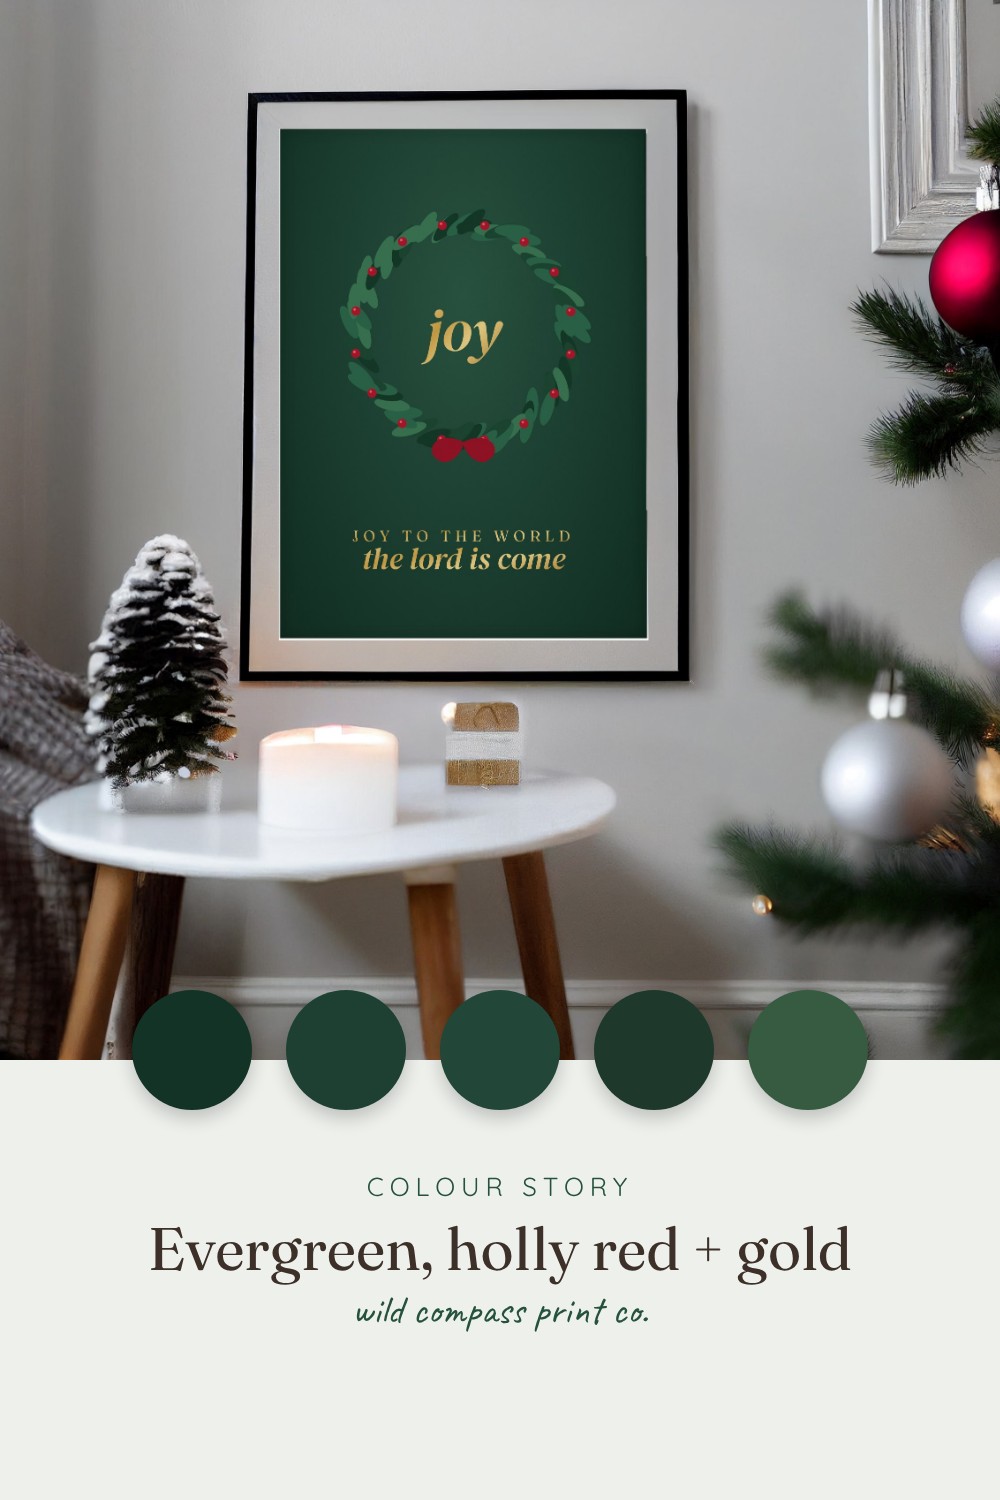 joy
JOY TO THE WORLD
the lord is come
COLOUR STORY
Evergreen, holly red + gold
wild compass print co.